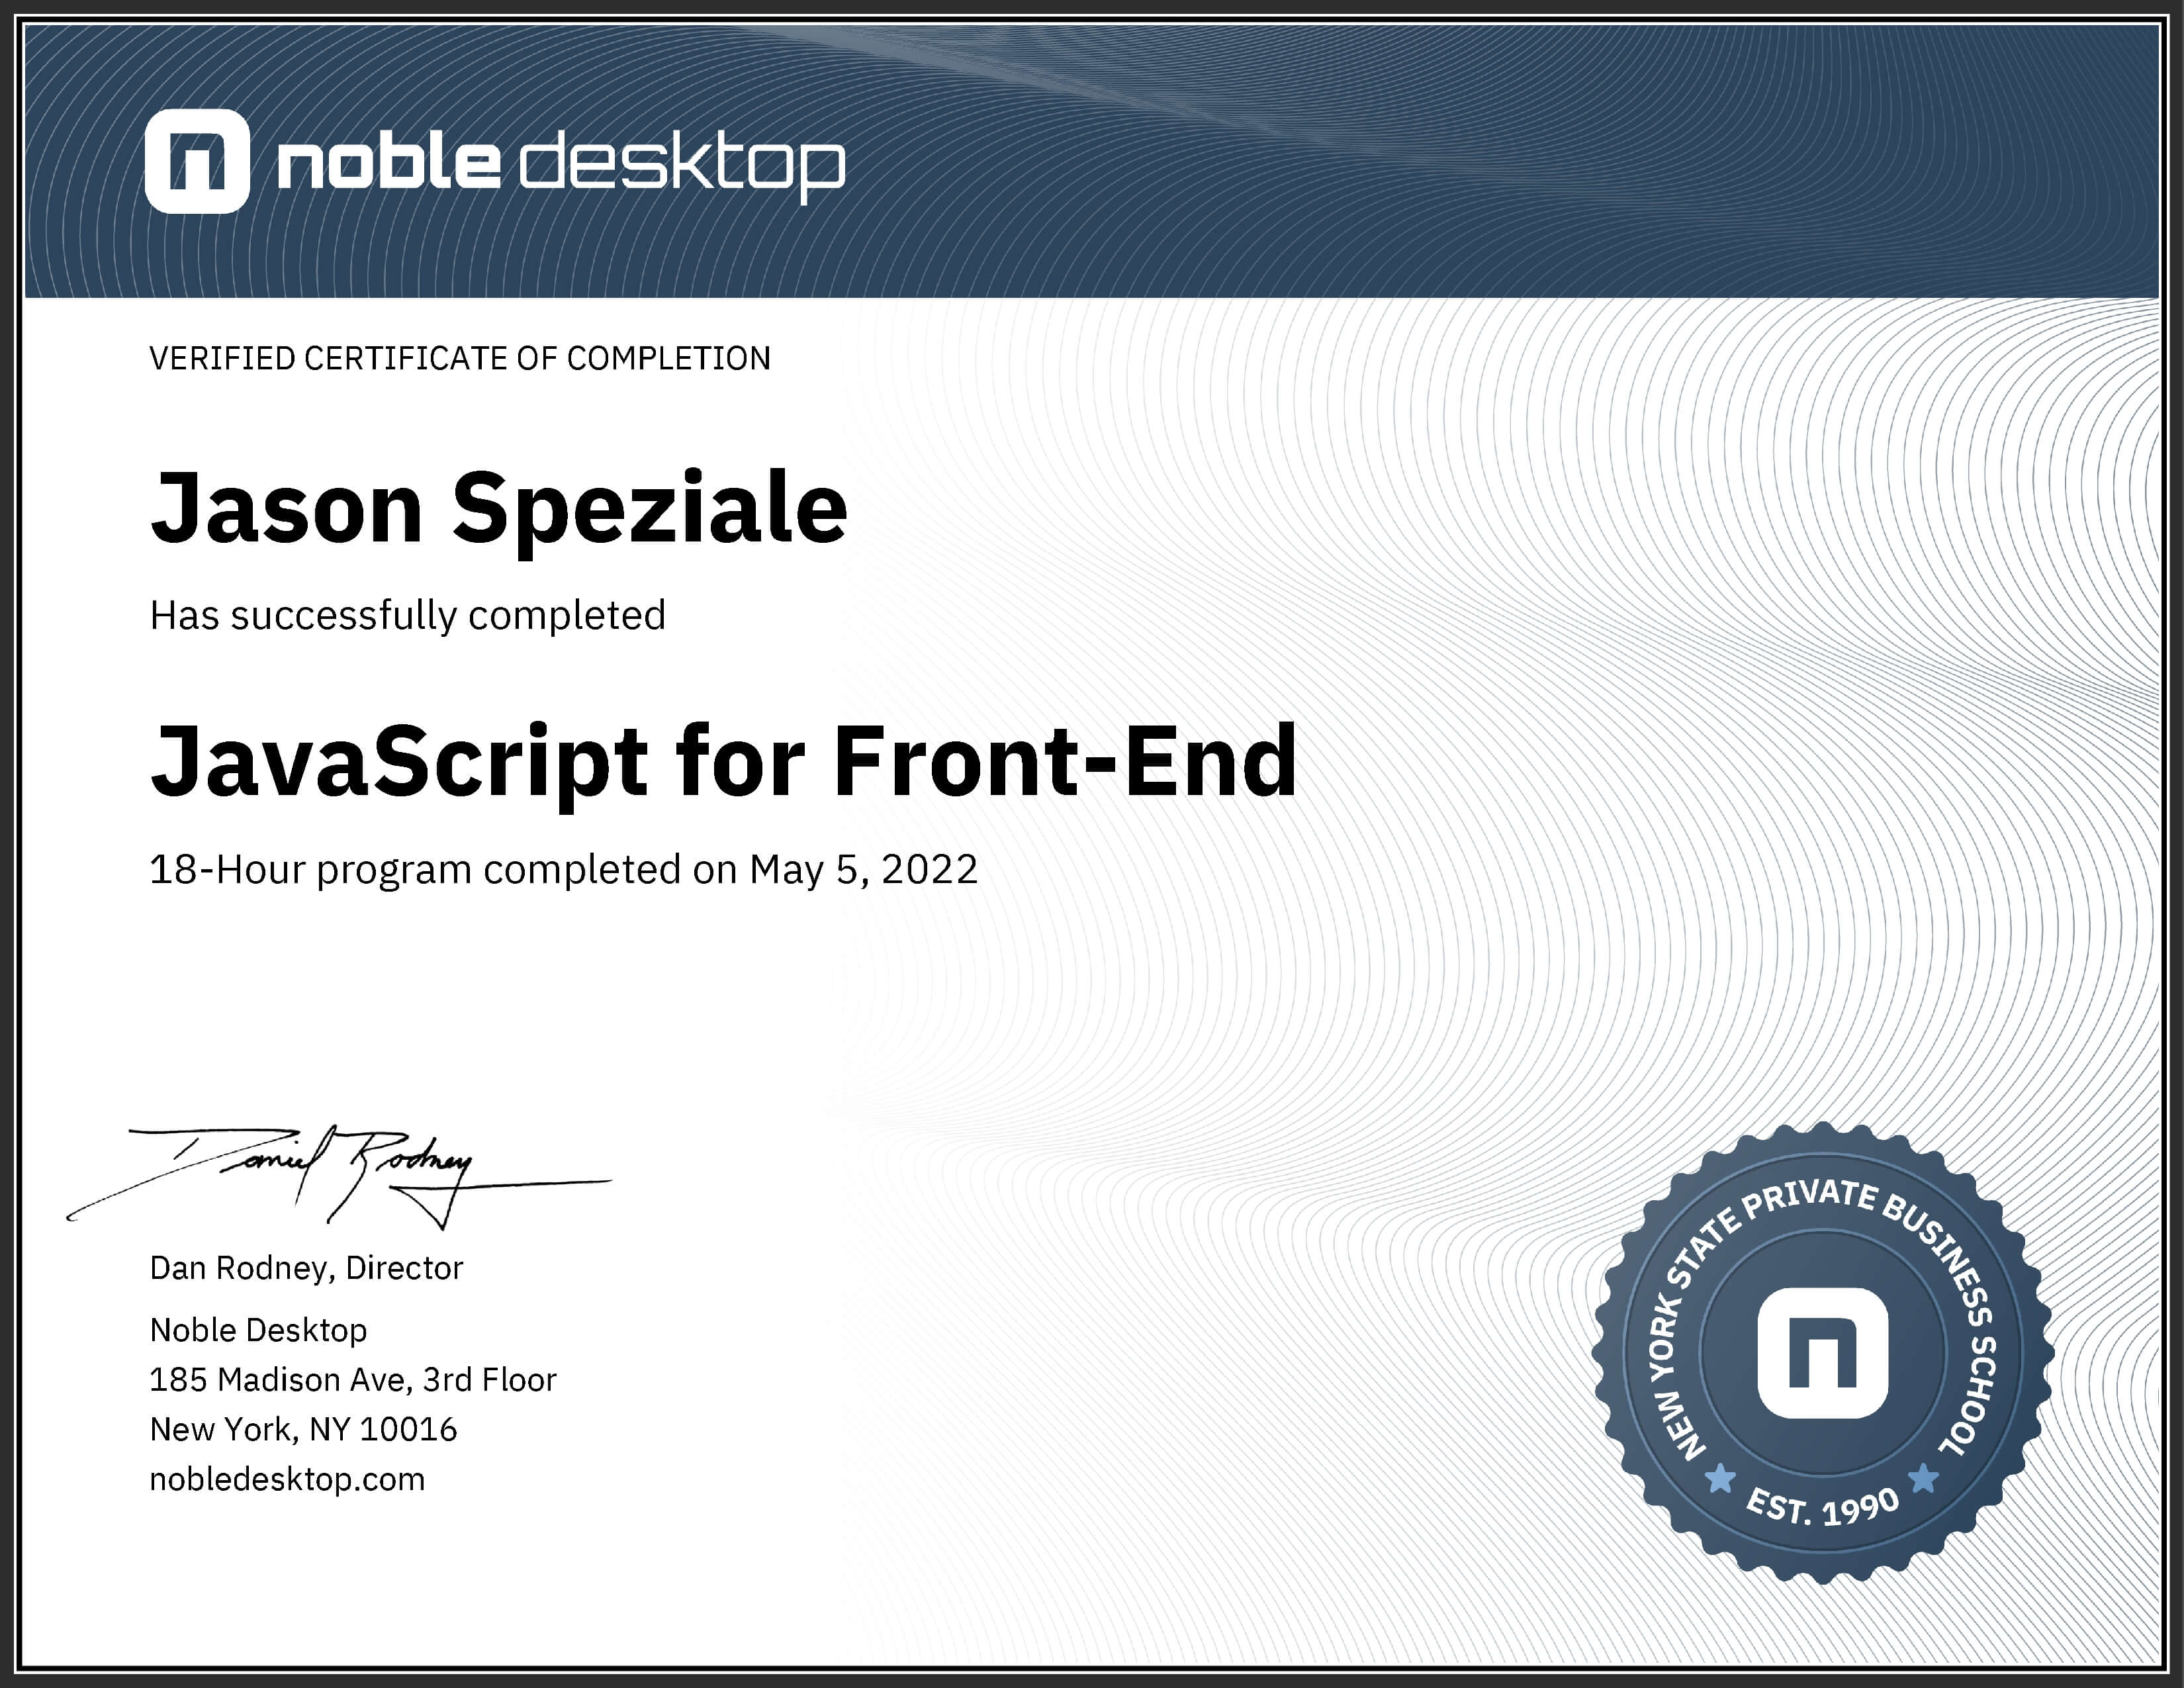 noble desktop
VERIFIED CERTIFICATE OF COMPLETION
Jason Speziale
Has successfully completed
JavaScript for Front-End
18-Hour program completed on May 5, 2022
Daniel Rodney
Dan Rodney, Director
Noble Desktop
185 Madison Ave, 3rd Floor
New York, NY 10016
nobledesktop.com
NEW YORK STATE PRIVATE BUSINESS SCHOOL
EST. 1990